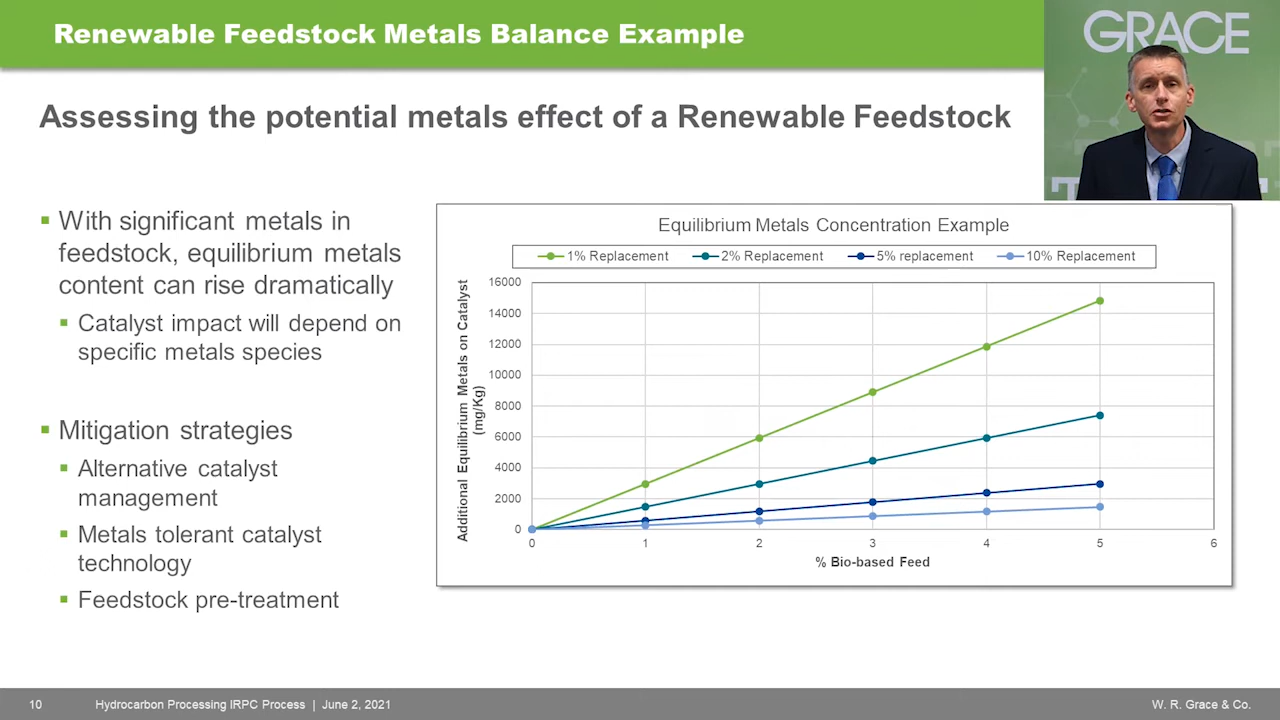 Renewable Feedstock Metals Balance Example
GRACE
Assessing the potential metals effect of a Renewable Feedstock
With significant metals in
feedstock, equilibrium metals
content can rise dramatically
Catalyst impact will depend on
specific metals species
Mitigation strategies
Alternative catalyst
management
Metals tolerant catalyst
technology
Feedstock pre-treatment
Equilibrium Metals Concentration Example
1% Replacement 2% Replacement 5% replacement 10% Replacement
Additional Equilibrium Metals on Catalyst
(mg/Kg)
16000
14000
12000
10000
8000
6000
4000
2000
0
0 1 2 3 4 5 6
% Bio-based Feed
10 Hydrocarbon Processing IRPC Process | June 2, 2021 W. R. Grace & Co.